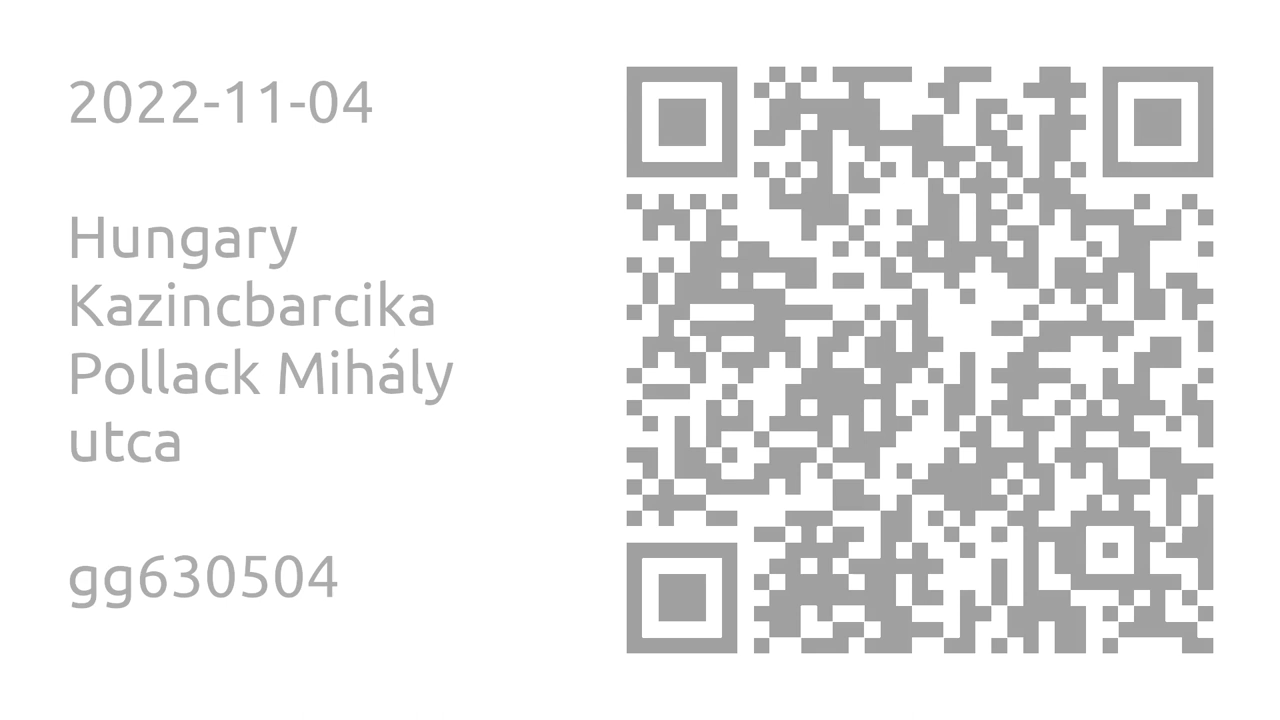 2022-11-04
Hungary
Kazincbarcika
Pollack Mihály
utca
gg630504